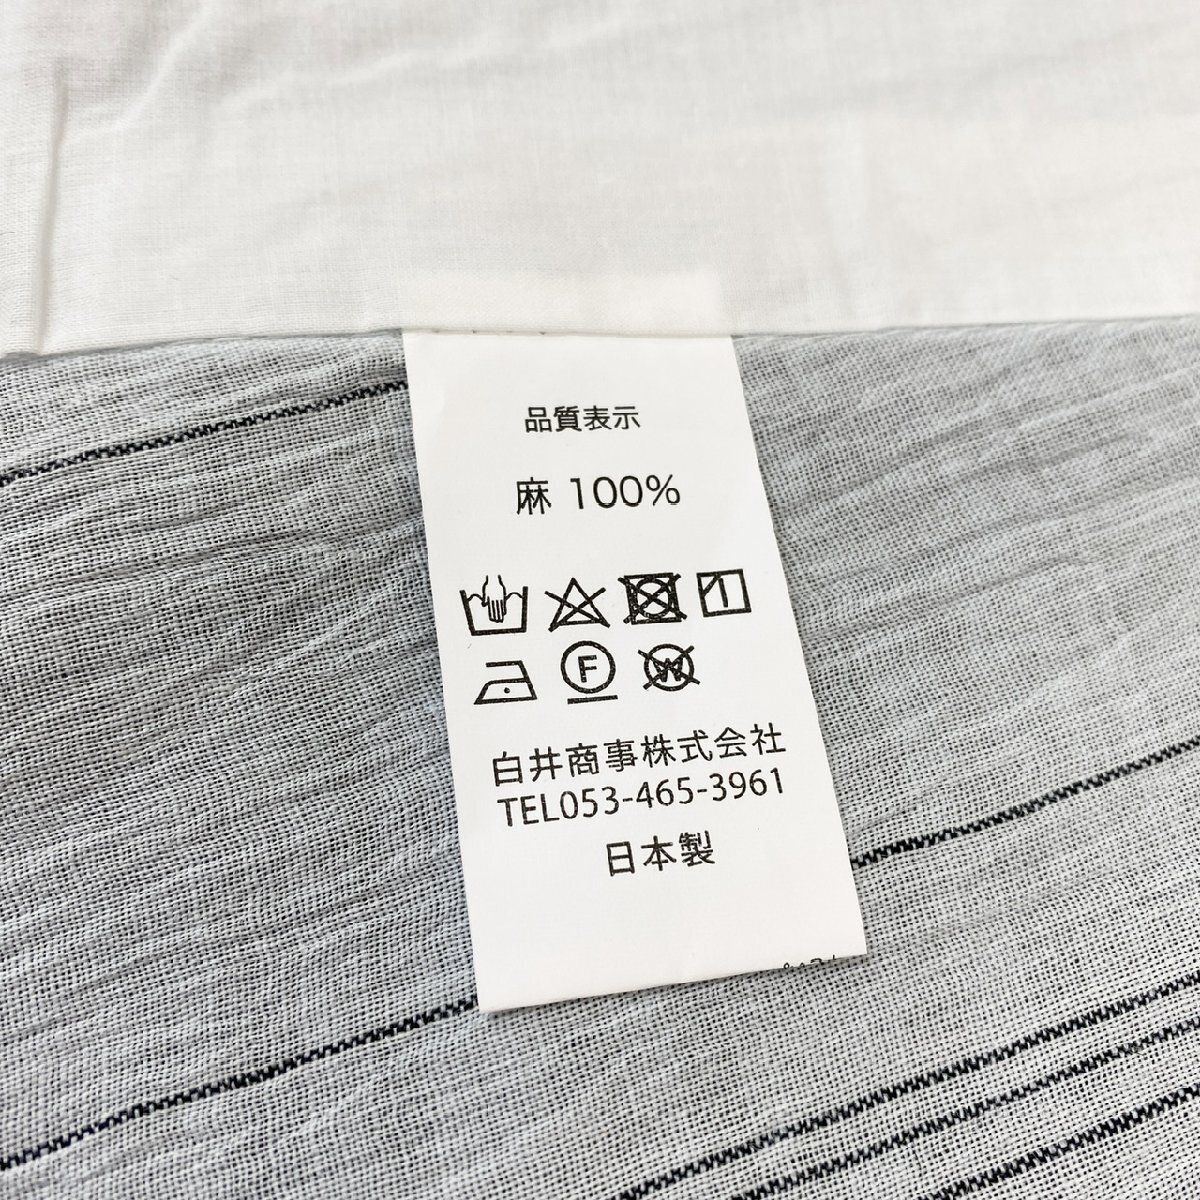 品質表示
麻 100%
F W
白井商事株式会社
TEL053-465-3961
日本製